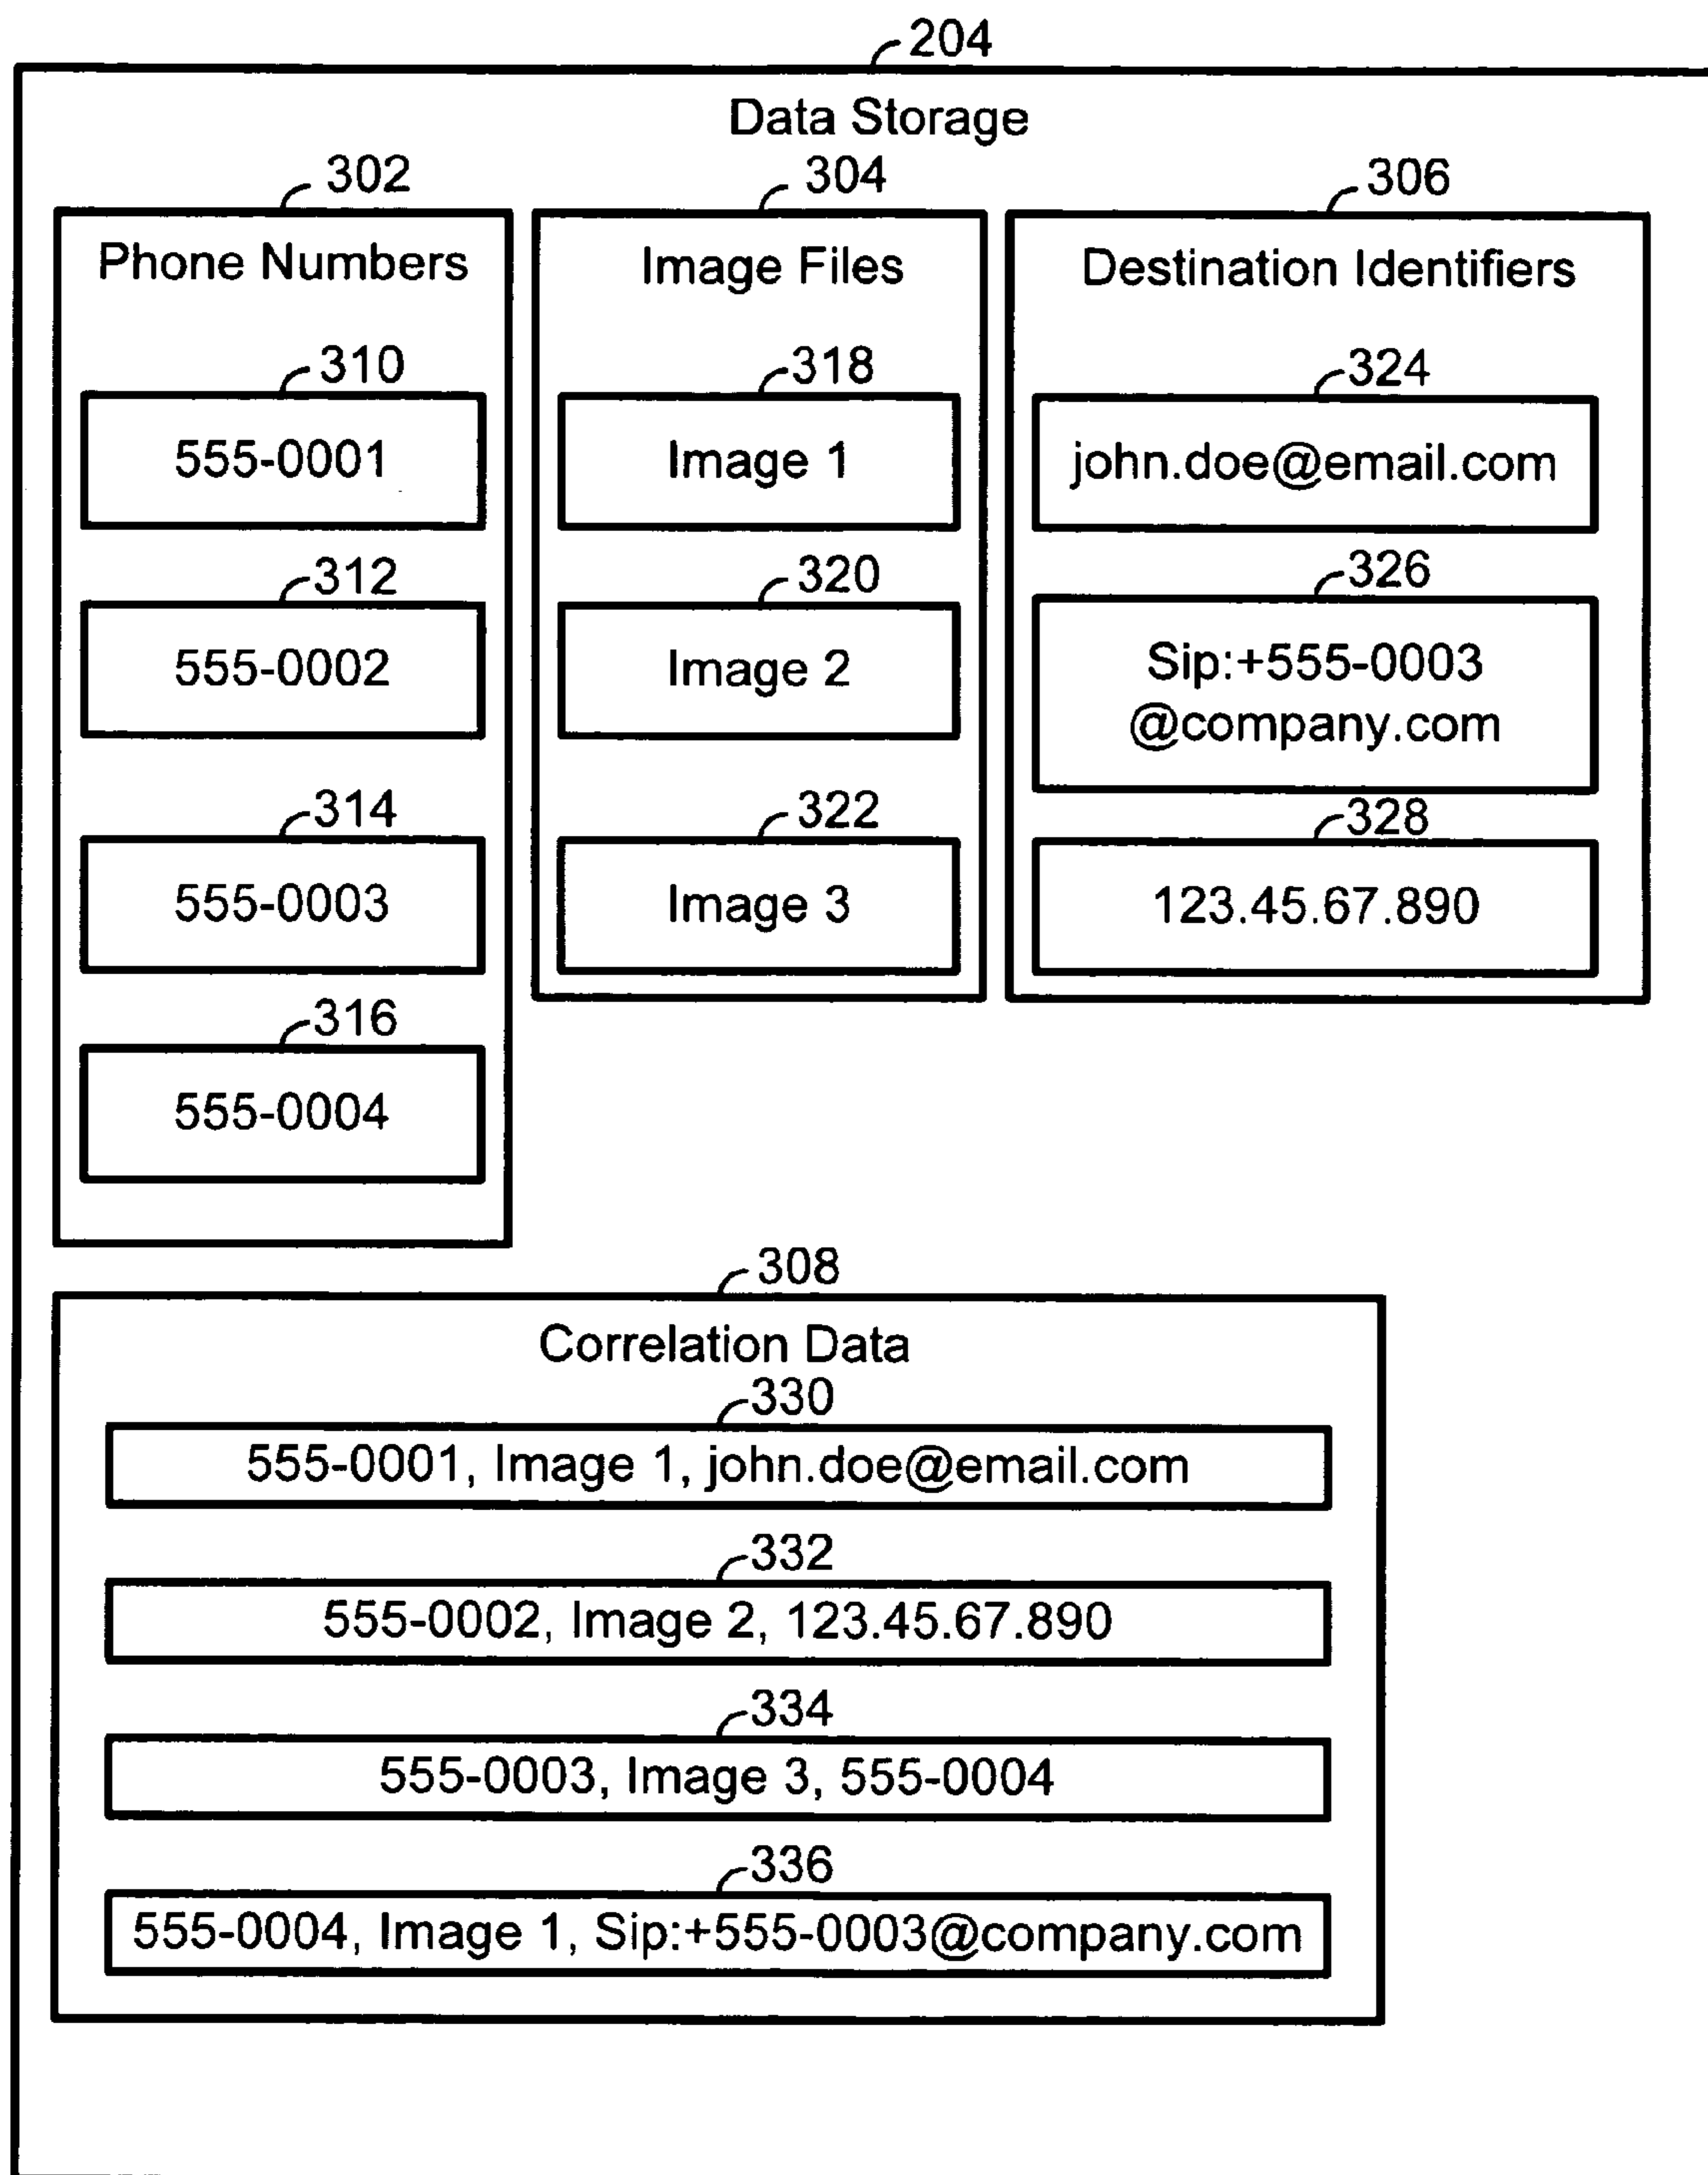 204
Data Storage
302
304
306
Phone Numbers
Image Files
Destination Identifiers
310
555-0001
312
555-0002
314
555-0003
316
555-0004
318
Image 1
320
Image 2
322
Image 3
324
john.doe@email.com
326
Sip:+555-0003
@company.com
328
123.45.67.890
308
Correlation Data
330
555-0001, Image 1, john.doe@email.com
332
555-0002, Image 2, 123.45.67.890
334
555-0003, Image 3, 555-0004
336
555-0004, Image 1, Sip:+555-0003@company.com